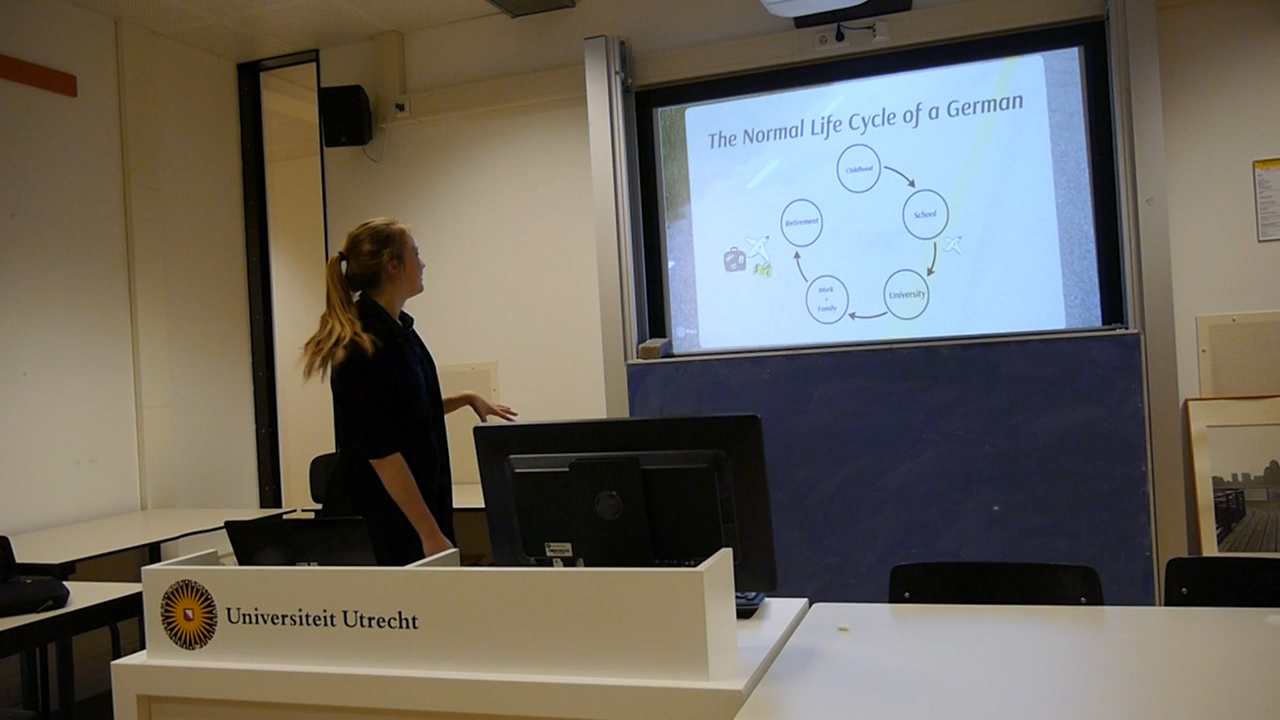 The Normal Life Cycle of a German
Childhood
School
University
Work
+
Family
Retirement
Universiteit Utrecht